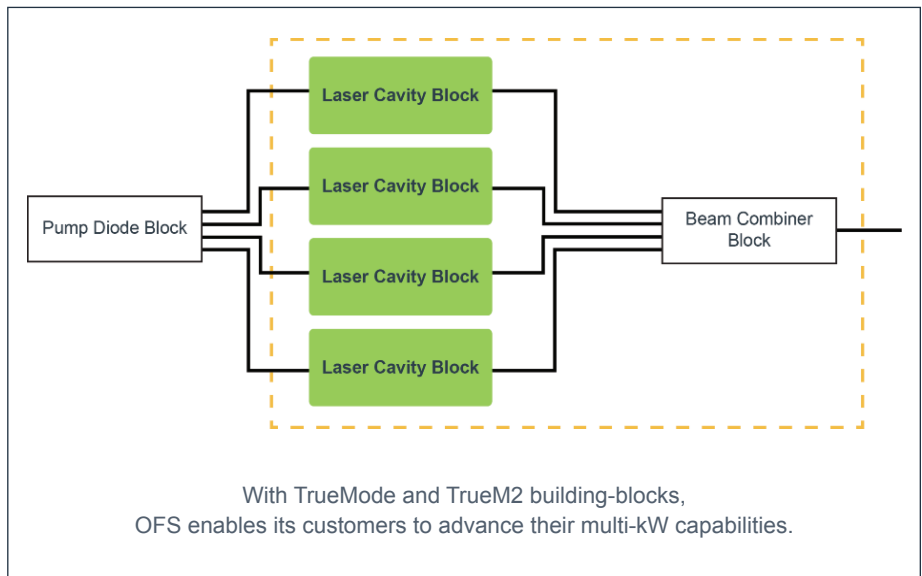 Laser Cavity Block
Laser Cavity Block
Pump Diode Block
Beam Combiner
Block
Laser Cavity Block
Laser Cavity Block
With TrueMode and TrueM2 building-blocks,
OFS enables its customers to advance their multi-kW capabilities.